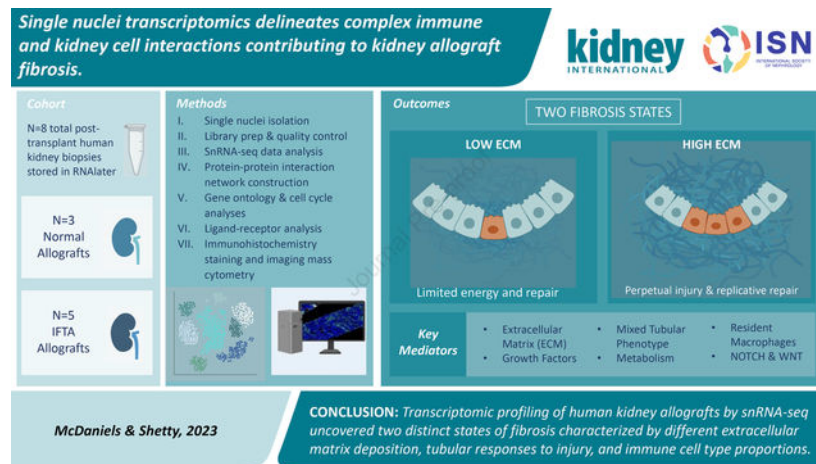 Single nuclei transcriptomics delineates complex immune
and kidney cell interactions contributing to kidney allograft
fibrosis.
kidney
INTERNATIONAL
ISN
INTERNATIONAL SOCIETY
OF NEPHROLOGY
Cohort
N=8 total post-
transplant human
kidney biopsies
stored in RNAlater
N=3
Normal
Allografts
N=5
IFTA
Allografts
Methods
I. Single nuclei isolation
II. Library prep & quality control
III. SnRNA-seq data analysis
IV. Protein-protein interaction
network construction
V. Gene ontology & cell cycle
analyses
VI. Ligand-receptor analysis
VII. Immunohistochemistry
staining and imaging mass
cytometry
Outcomes
TWO FIBROSIS STATES
LOW ECM
HIGH ECM
Limited energy and repair
Perpetual injury & replicative repair
Key
Mediators
• Extracellular
Matrix (ECM)
• Growth Factors
• Mixed Tubular
Phenotype
• Metabolism
• Resident
Macrophages
• NOTCH & WNT
McDaniels & Shetty, 2023
CONCLUSION: Transcriptomic profiling of human kidney allografts by snRNA-seq
uncovered two distinct states of fibrosis characterized by different extracellular
matrix deposition, tubular responses to injury, and immune cell type proportions.
Journal